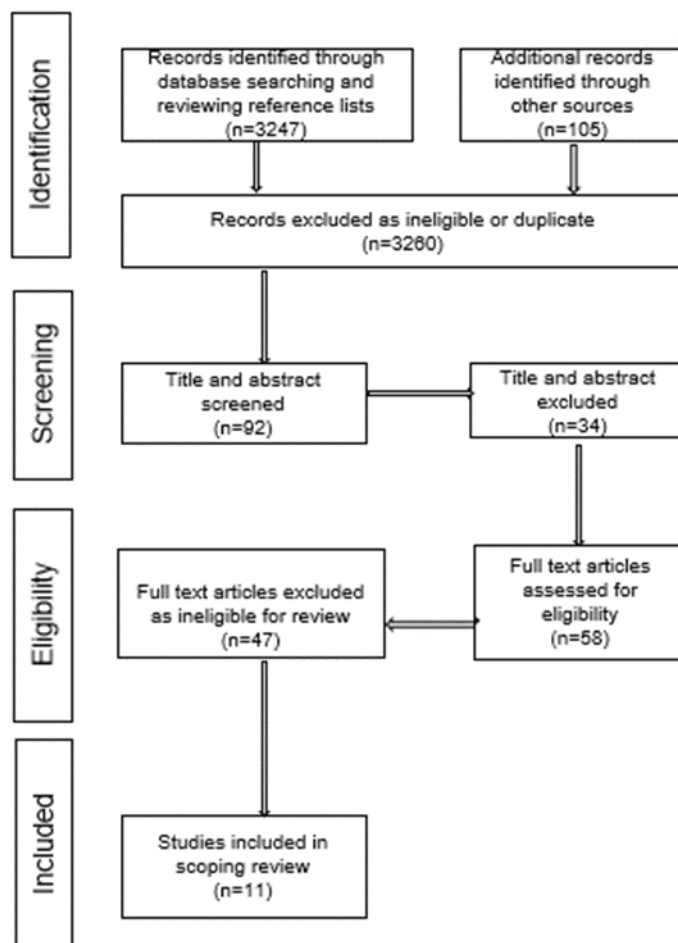 Identification
Records identified through
database searching and
reviewing reference lists
(n=3247)
Additional records
identified through
other sources
(n=105)
Records excluded as ineligible or duplicate
(n=3260)
Screening
Title and abstract
screened
(n=92)
Title and abstract
excluded
(n=34)
Eligibility
Full text articles excluded
as ineligible for review
(n=47)
Full text articles
assessed for
eligibility
(n=58)
Included
Studies included in
scoping review
(n=11)